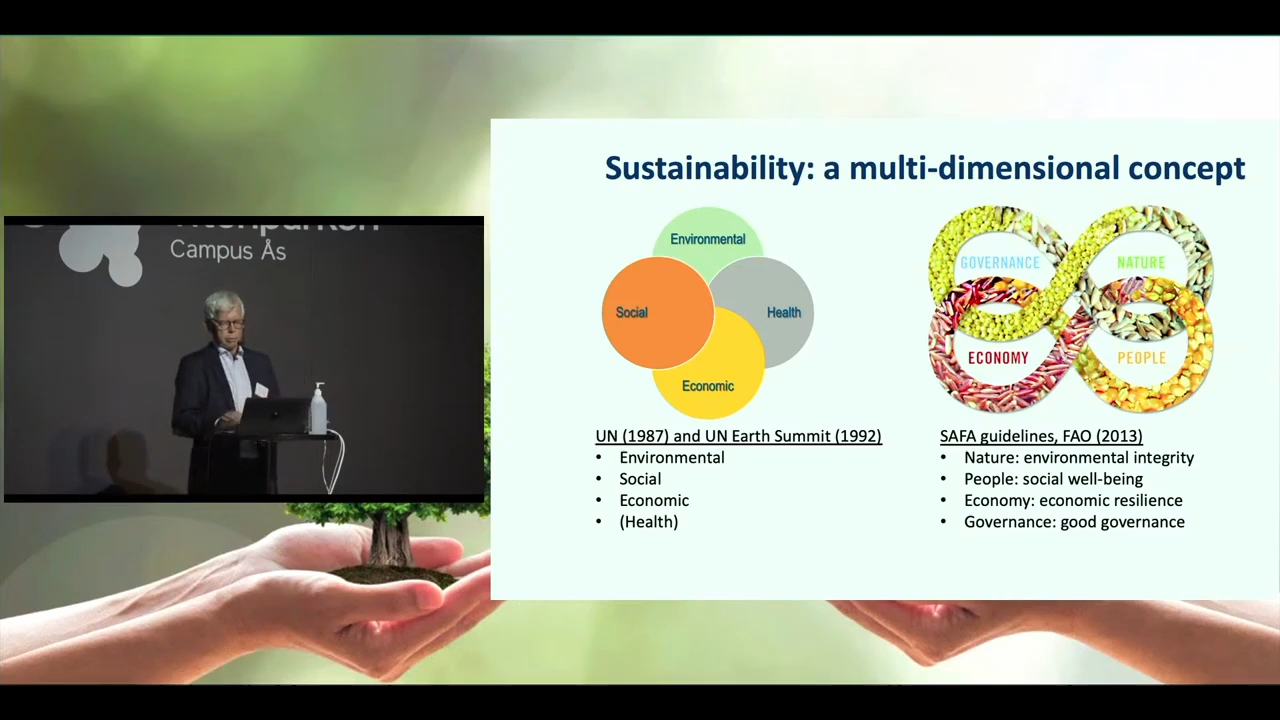 Campus Ås
Sustainability: a multi-dimensional concept
Environmental
Social
Health
Economic
GOVERNANCE
NATURE
ECONOMY
PEOPLE
UN (1987) and UN Earth Summit (1992)
• Environmental
• Social
• Economic
• (Health)
SAFA guidelines, FAO (2013)
• Nature: environmental integrity
• People: social well-being
• Economy: economic resilience
• Governance: good governance